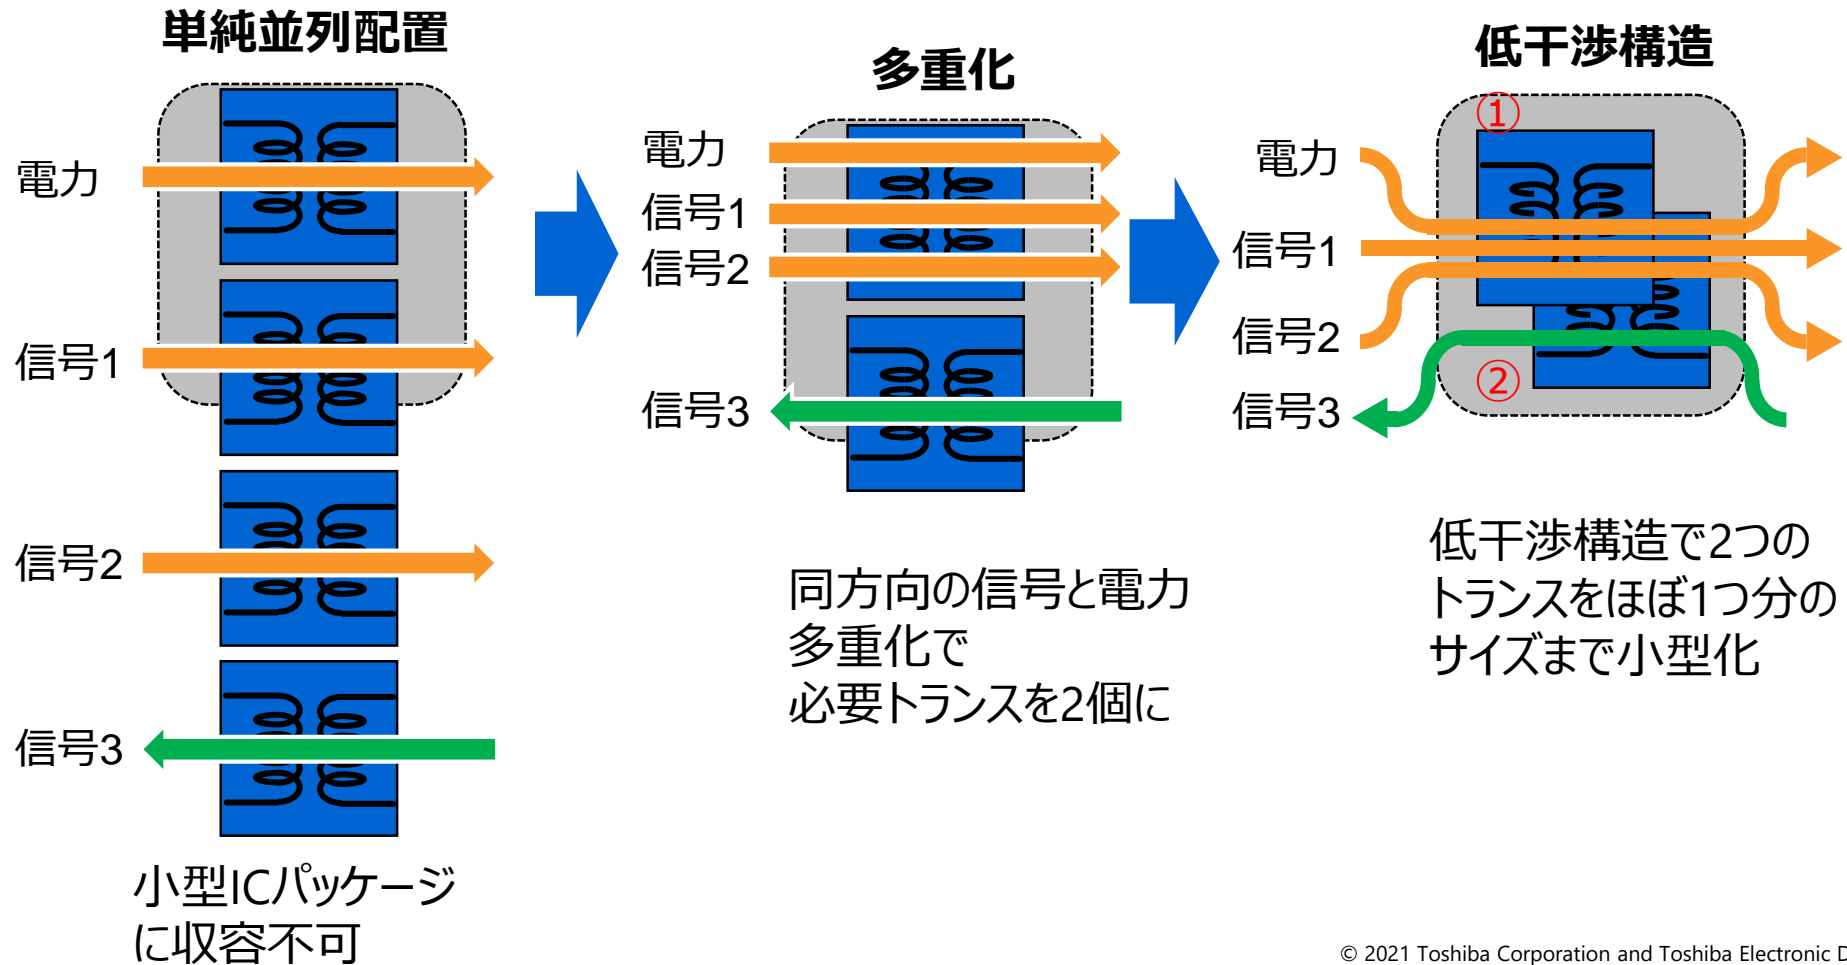 単純並列配置
電力
信号1
信号2
信号3
小型ICパッケージ
に収容不可
多重化
電力
信号1
信号2
信号3
同方向の信号と電力
多重化で
必要トランスを2個に
低干渉構造
①
電力
信号1
信号2
②
信号3
低干渉構造で2つの
トランスをほぼ1つ分の
サイズまで小型化
© 2021 Toshiba Corporation and Toshiba Electronic D